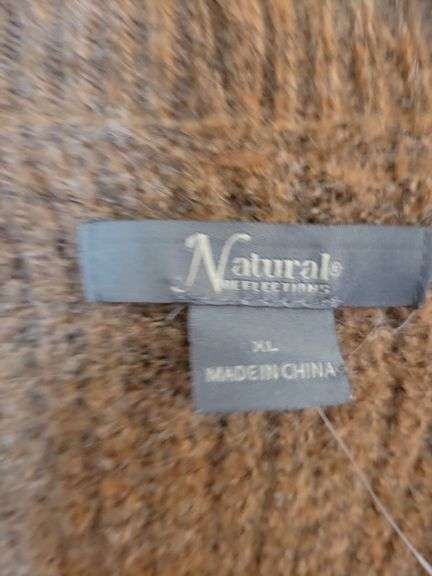 Natural®
REFLECTIONS
XL
MADE IN CHINA